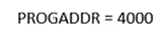 PROGADDR = 4000